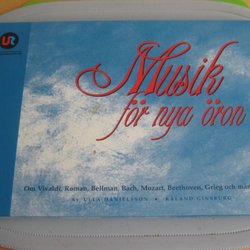 UR
Musik
för nya öron
Om Vivaldi, Roman, Bellman, Bach, Mozart, Beethoven, Grieg och
AV ULLA DANIELSSON • ROLAND GINSBURG